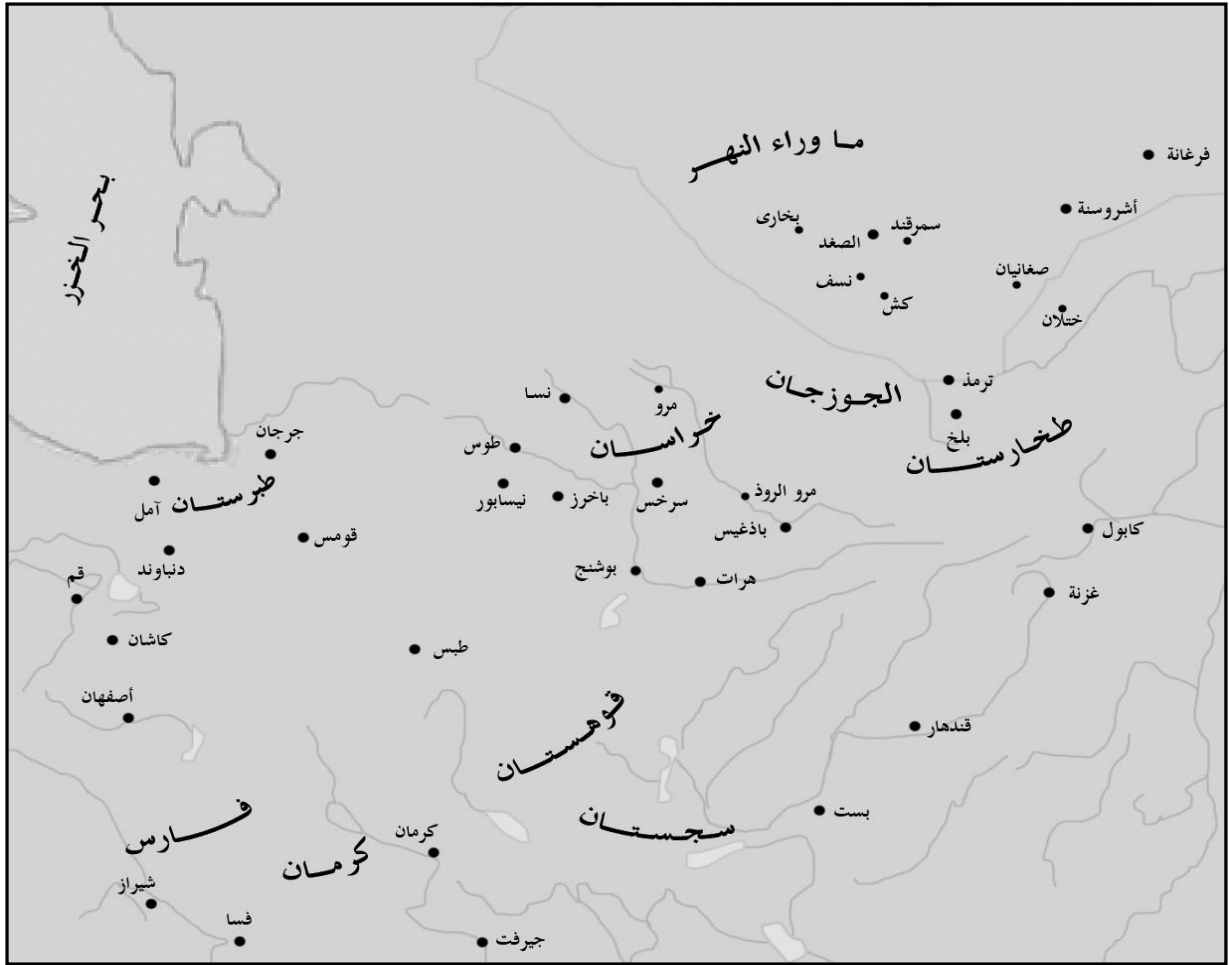 ما وراء النهر
فرغانة
أشروسنة
بحر الخزر
بخارى
سمرقند
الصغد
صغانيان
نسف
كش
ختلان
الجوزجان
ترمذ
نسا
مرو
بلخ
خراسان
طخارستان
جرجان
طوس
طبرستان
آمل
نيسابور
باخرز
سرخس
مرو الروذ
باذغيس
كابول
قومس
دنباوند
قم
بوشنج
هرات
غزنة
كاشان
طبس
أصفهان
قوهستان
قندهار
فارس
سجستان
بست
كرمان
كرمان
شيراز
فسا
جيرفت